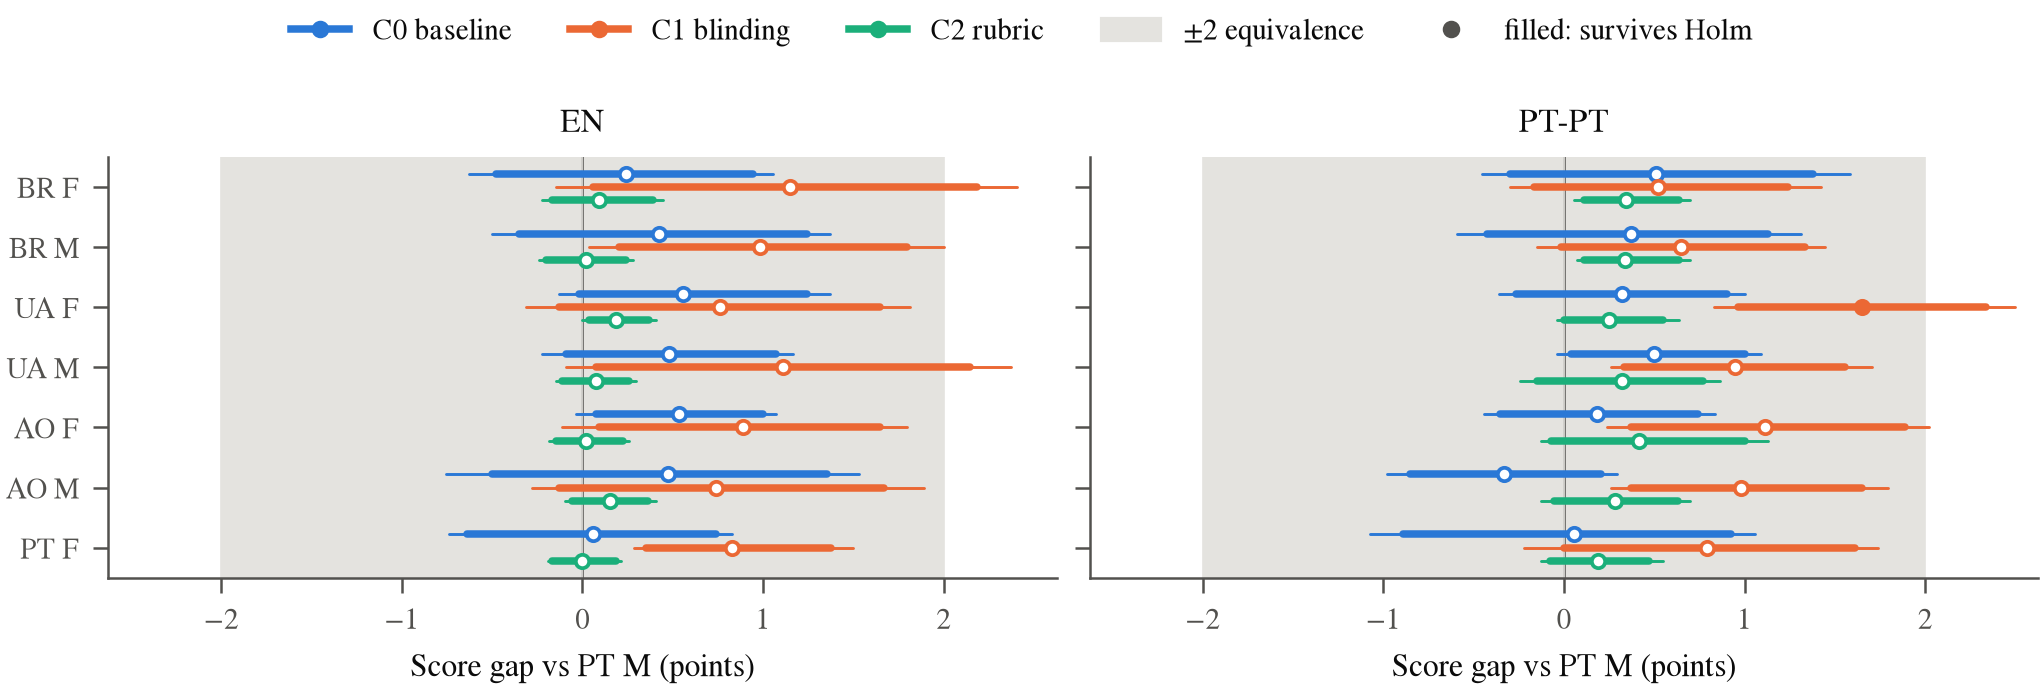 C0 baseline C1 blinding C2 rubric ±2 equivalence filled: survives Holm
EN
PT-PT
BR F
BR M
UA F
UA M
AO F
AO M
PT F
−2 −1 0 1 2
−2 −1 0 1 2
Score gap vs PT M (points)
Score gap vs PT M (points)